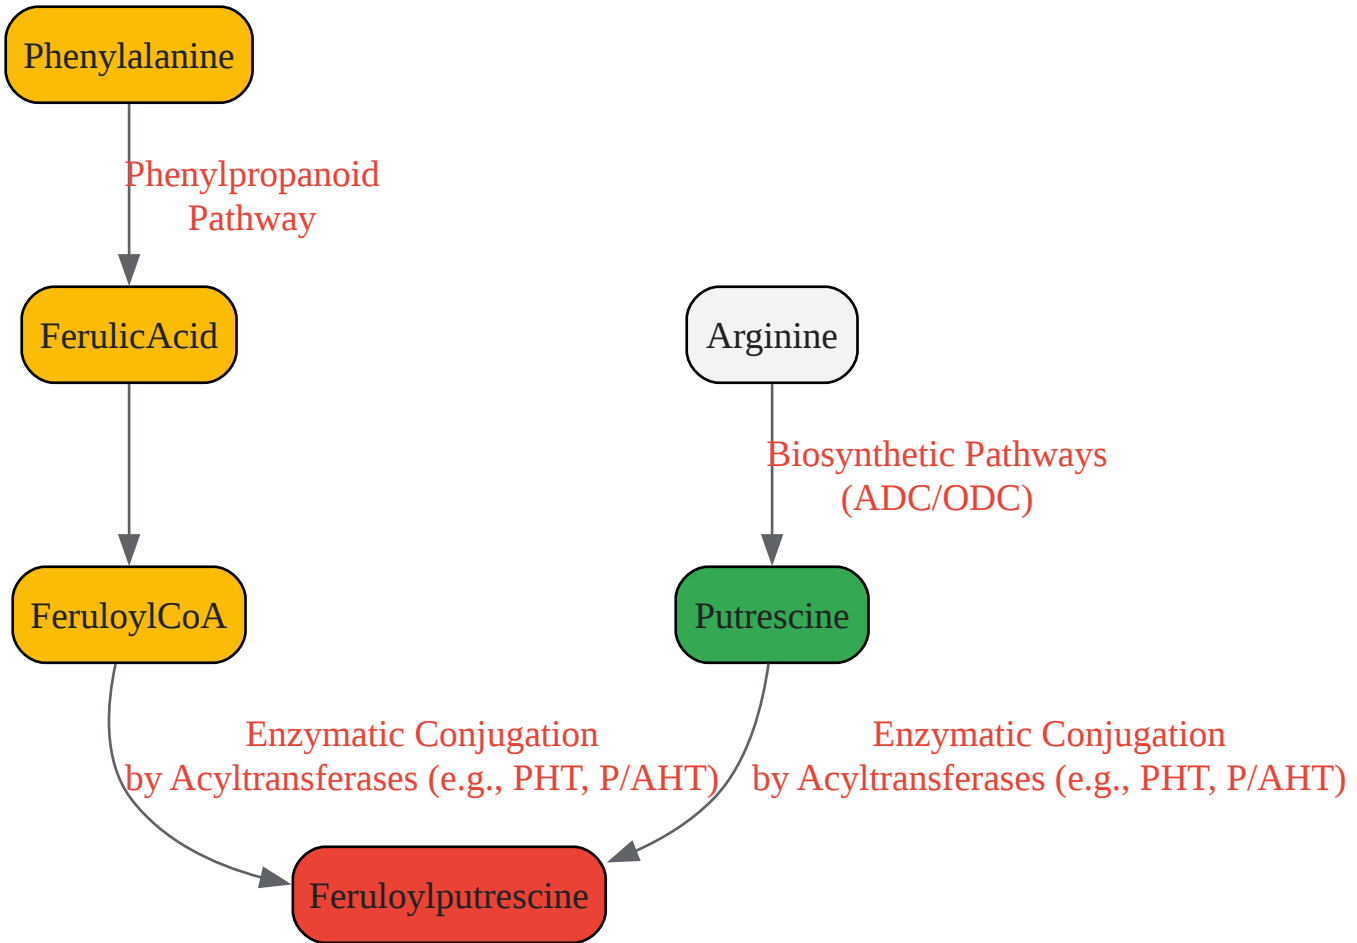 Phenylalanine
Phenylpropanoid
Pathway
FerulicAcid
Arginine
Biosynthetic Pathways
(ADC/ODC)
FeruloylCoA
Putrescine
Enzymatic Conjugation
by Acyltransferases (e.g., PHT, P/AHT)
Enzymatic Conjugation
by Acyltransferases (e.g., PHT, P/AHT)
Feruloylputrescine